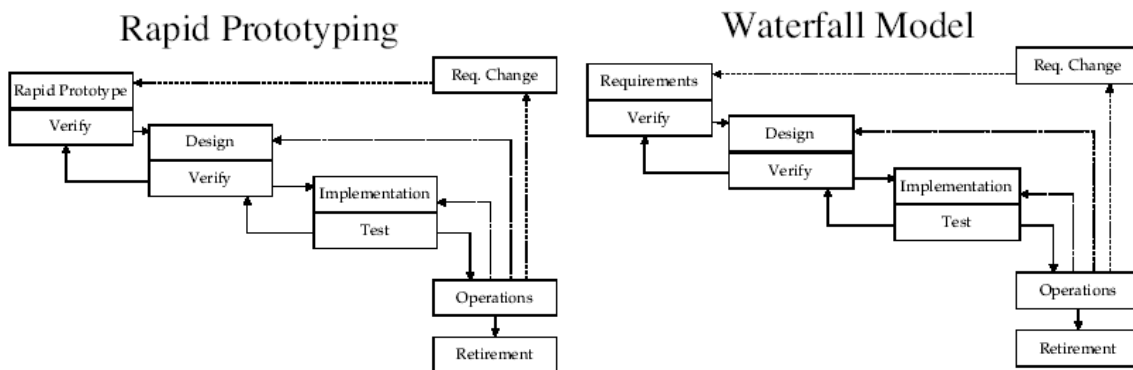 Rapid Prototyping
Req. Change
Rapid Prototype
Verify
Design
Verify
Implementation
Test
Operations
Retirement
Waterfall Model
Req. Change
Requirements
Verify
Design
Verify
Implementation
Test
Operations
Retirement